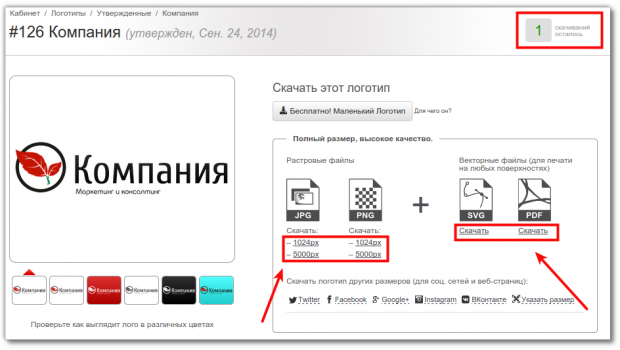 Кабинет / Логотипы / Утвержденные / Компания
#126 Компания (утвержден, Сен. 24, 2014)
1 скачиваний осталось
Скачать этот логотип
Бесплатно! Маленький Логотип Для чего он?
Компания
Маркетинг и консалтинг
Полный размер, высокое качество.
Растровые файлы
Векторные файлы (для печати
на любых поверхностях)
JPG
PNG
+
SVG
PDF
Скачать:
Скачать:
Скачать
Скачать
– 1024px
– 1024px
– 5000px
– 5000px
Скачать логотип других размеров (для соц. сетей и веб-страниц):
Twitter Facebook Google+ Instagram ВКонтакте Указать размер
Компания
Компания
Компания
Компания
Компания
Компания
Проверьте как выглядит лого в различных цветах